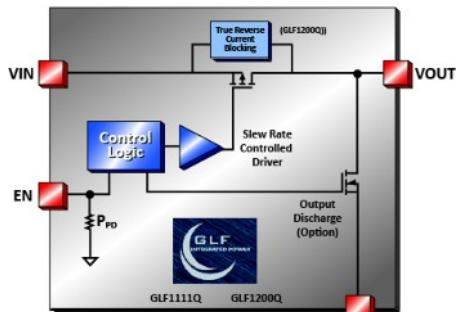 True Reverse
Current
Blocking
(GLF1200Q))
VIN
VOUT
Control
Logic
Slew Rate
Controlled
Driver
EN
PPD
Output
Discharge
(Option)
GLF
INTEGRATED POWER
GLF1111Q GLF1200Q